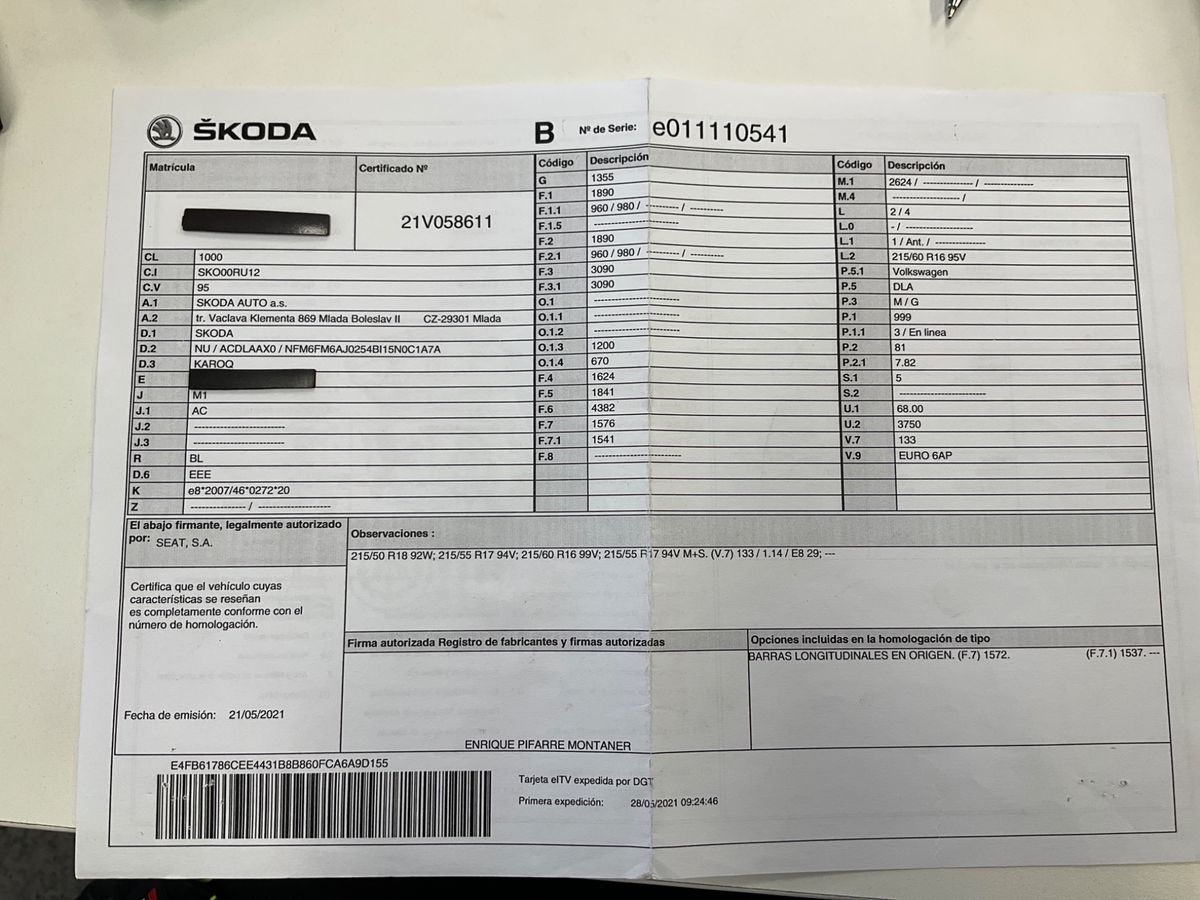 ŠKODA
B Nº de Serie: e011110541
Matrícula
Certificado Nº
21V058611
CL 1000
C.I SKO00RU12
C.V 95
A.1 SKODA AUTO a.s.
A.2 tr. Vaclava Klementa 869 Mlada Boleslav II CZ-29301 Mlada
D.1 SKODA
D.2 NU / ACDLAAX0 / NFM6FM6AJ0254BI15N0C1A7A
D.3 KAROQ
E
J M1
J.1 AC
J.2 -------------------------
J.3 -------------------------
R BL
D.6 EEE
K e8*2007/46*0272*20
Z --------------- / --------------------
Código Descripción
G 1355
F.1 1890
F.1.1 960 / 980 / ---------- / ----------
F.1.5 -------------------------
F.2 1890
F.2.1 960 / 980 / ---------- / ----------
F.3 3090
F.3.1 3090
O.1 -------------------------
O.1.1 -------------------------
O.1.2 -------------------------
O.1.3 1200
O.1.4 670
F.4 1624
F.5 1841
F.6 4382
F.7 1576
F.7.1 1541
F.8 -------------------------
Código Descripción
M.1 2624 / --------------- / ---------------
M.4 -------------------- /
L 2 / 4
L.0 - / --------------------
L.1 1 / Ant. / ---------------
L.2 215/60 R16 95V
P.5.1 Volkswagen
P.5 DLA
P.3 M / G
P.1 999
P.1.1 3 / En linea
P.2 81
P.2.1 7.82
S.1 5
S.2 -------------------------
U.1 68.00
U.2 3750
V.7 133
V.9 EURO 6AP
El abajo firmante, legalmente autorizado
por: SEAT, S.A.
Certifica que el vehículo cuyas
características se reseñan
es completamente conforme con el
número de homologación.
Fecha de emisión: 21/05/2021
Observaciones :
215/50 R18 92W; 215/55 R17 94V; 215/60 R16 99V; 215/55 R17 94V M+S. (V.7) 133 / 1.14 / E8 29; ---
Firma autorizada Registro de fabricantes y firmas autorizadas
ENRIQUE PIFARRE MONTANER
Opciones incluidas en la homologación de tipo
BARRAS LONGITUDINALES EN ORIGEN. (F.7) 1572. (F.7.1) 1537. ---
E4FB61786CEE4431B8B860FCA6A9D155
Tarjeta eITV expedida por DGT
Primera expedición: 28/05/2021 09:24:46